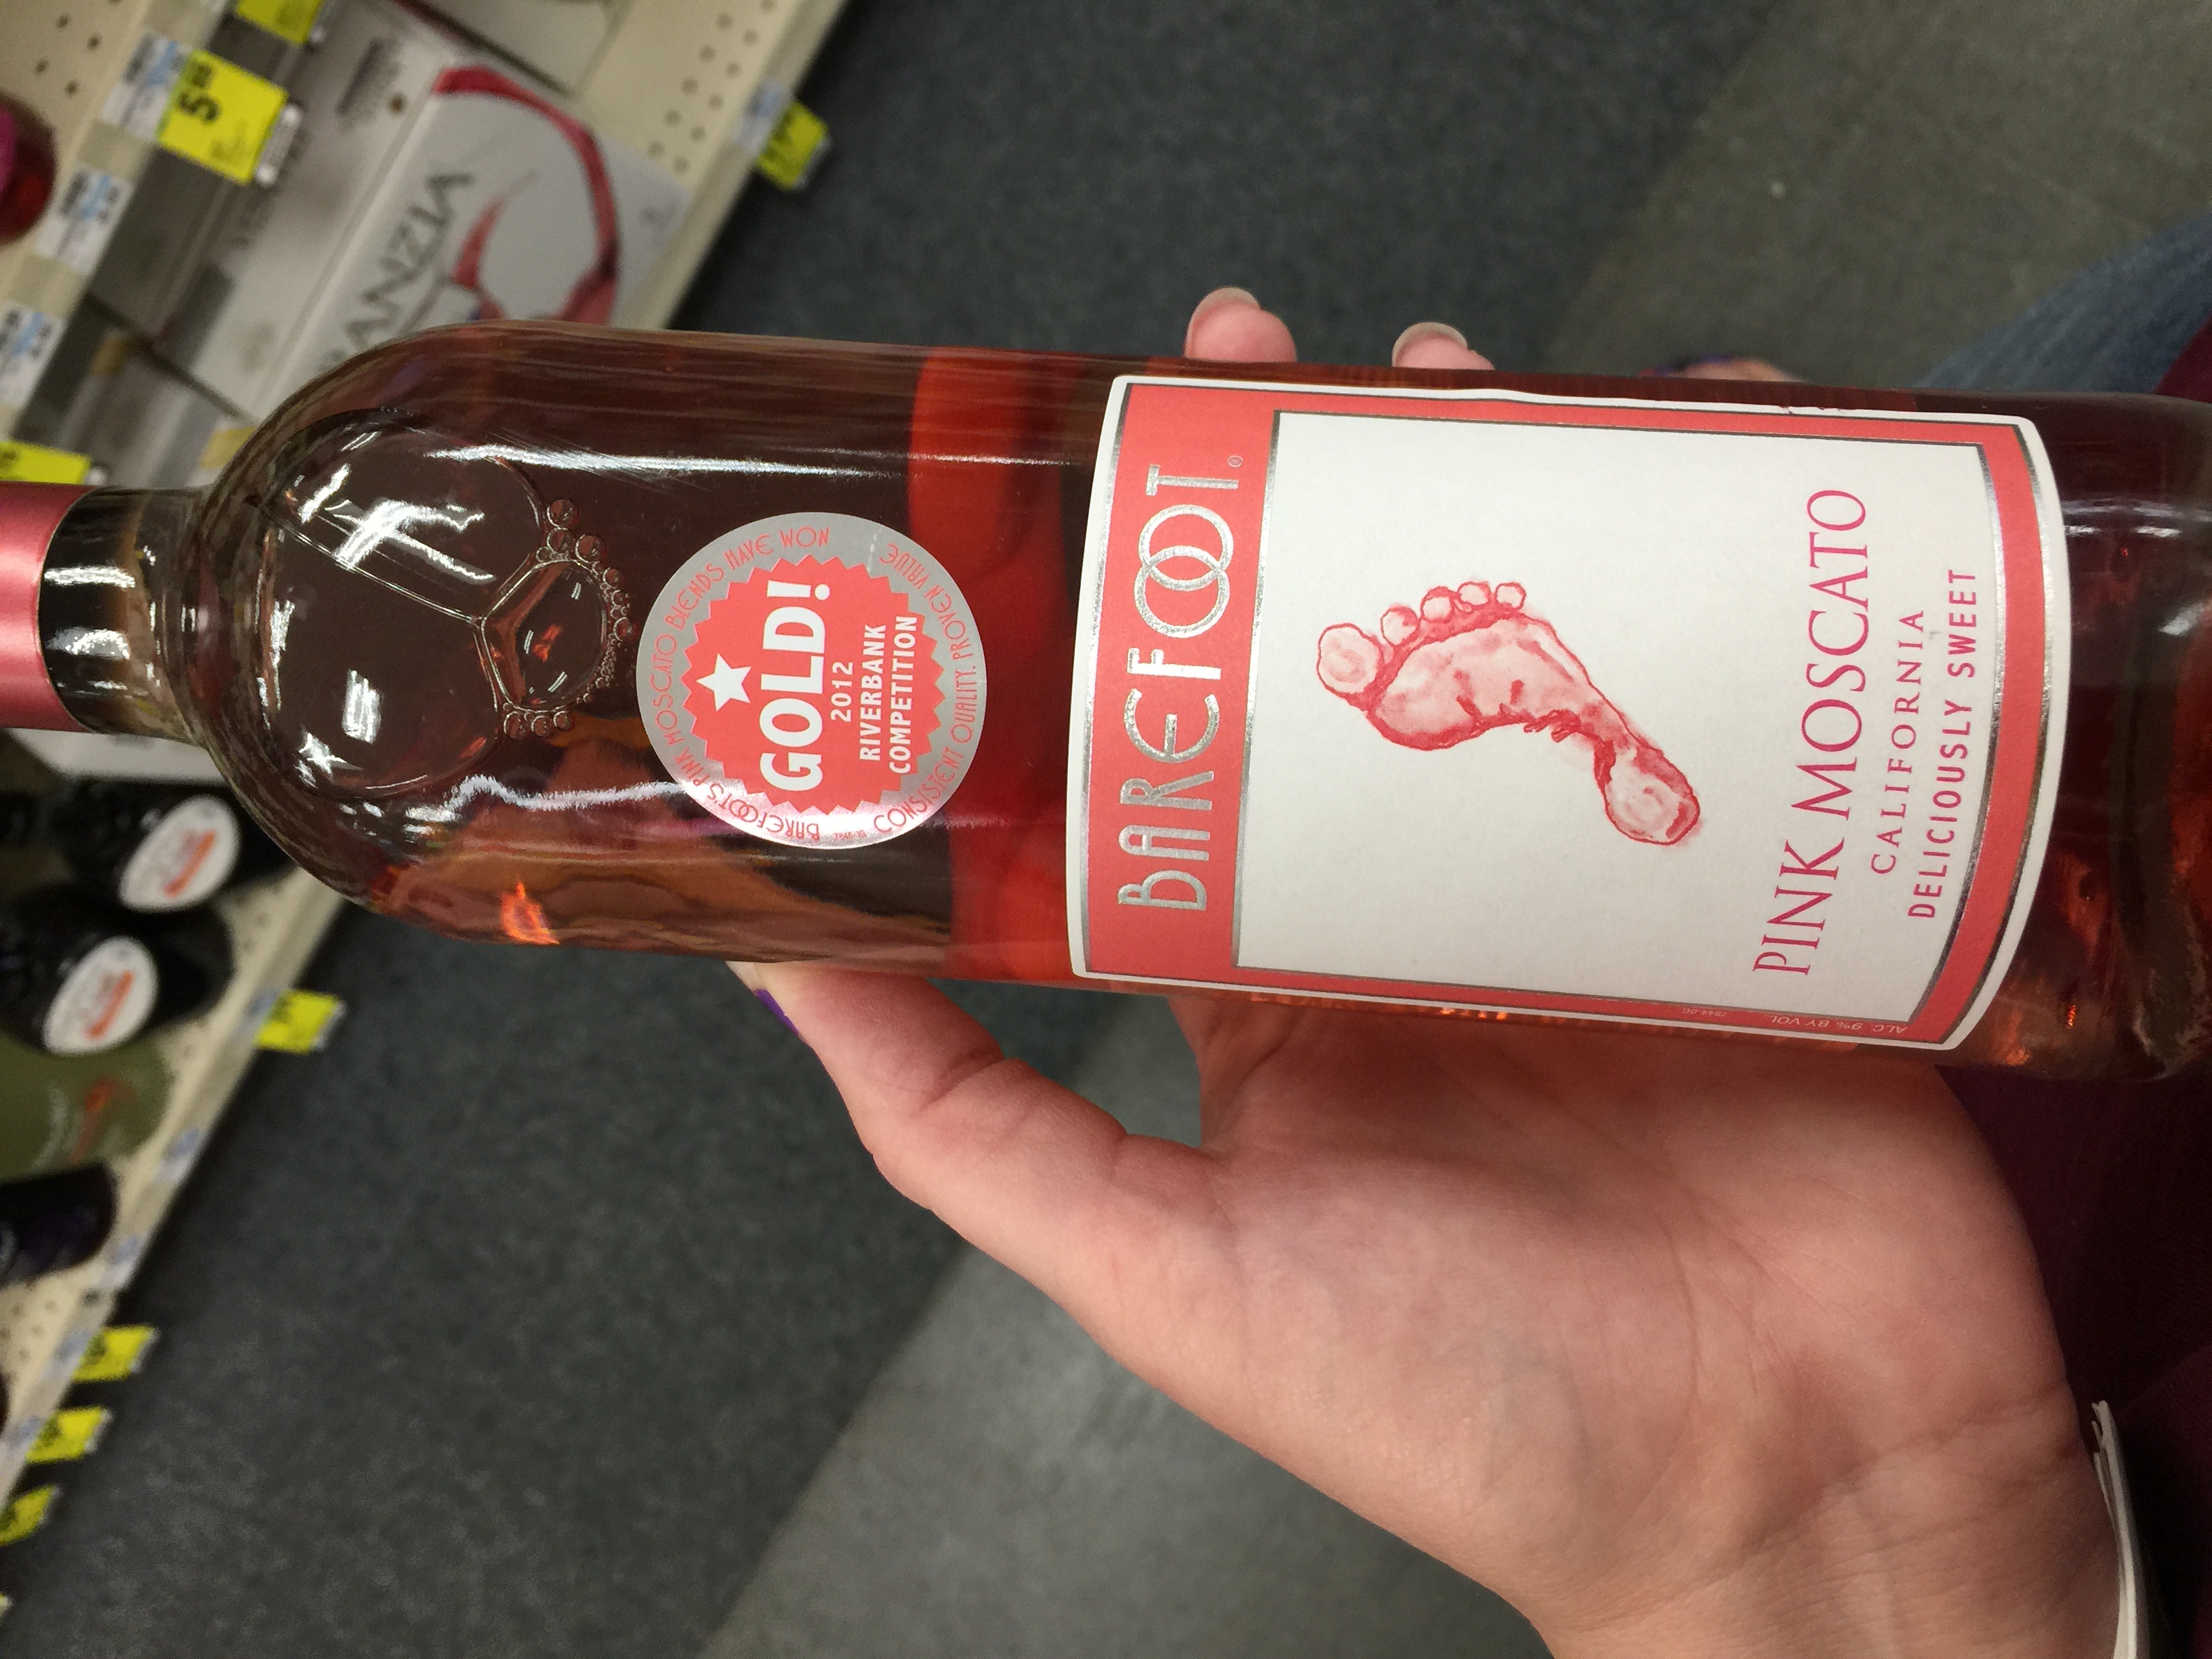 BAREFOOT'S PINK MOSCATO BLENDS HAVE WON
GOLD!
2012
RIVERBANK
COMPETITION
CONSISTENT QUALITY. PROVEN VALUE
BAREFOOT®
PINK MOSCATO
CALIFORNIA
DELICIOUSLY SWEET
ALC. 9% BY VOL.
ANZIA
5